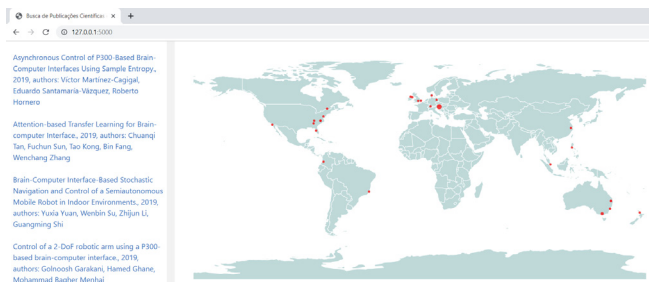 Busca de Publicações Científicas
127.0.0.1:5000
Asynchronous Control of P300-Based Brain-
Computer Interfaces Using Sample Entropy.,
2019, authors: Víctor Martínez-Cagigal,
Eduardo Santamaría-Vázquez, Roberto
Hornero
Attention-based Transfer Learning for Brain-
computer Interface., 2019, authors: Chuanqi
Tan, Fuchun Sun, Tao Kong, Bin Fang,
Wenchang Zhang
Brain-Computer Interface-Based Stochastic
Navigation and Control of a Semiautonomous
Mobile Robot in Indoor Environments., 2019,
authors: Yuxia Yuan, Wenbin Su, Zhijun Li,
Guangming Shi
Control of a 2-DoF robotic arm using a P300-
based brain-computer interface., 2019,
authors: Golnoosh Garakani, Hamed Ghane,
Mohammad Bagher Menhaj